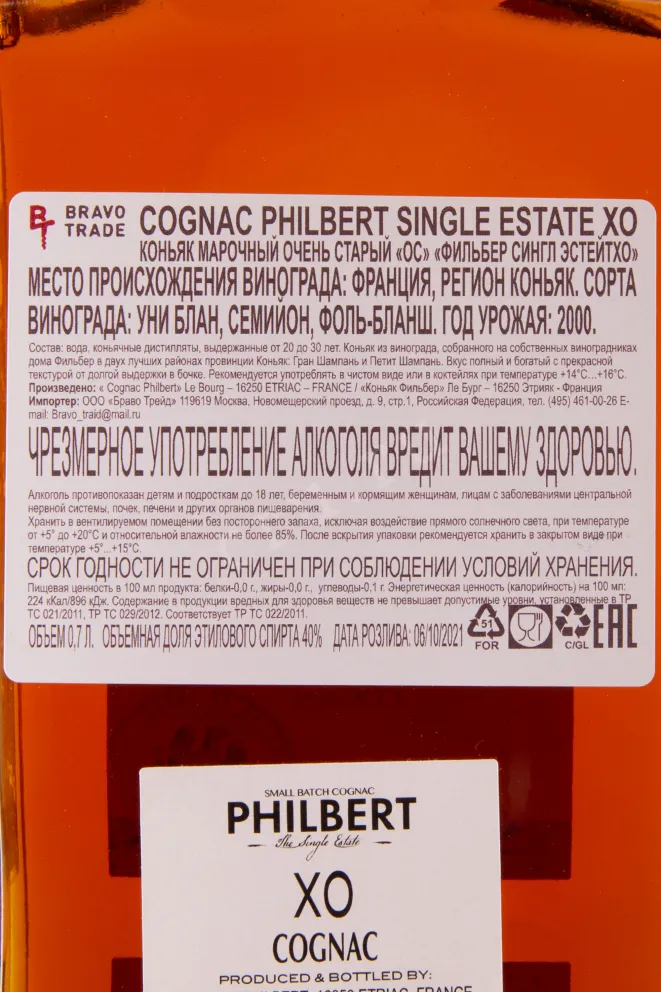 BRAVO TRADE COGNAC PHILBERT SINGLE ESTATE XO
КОНЬЯК МАРОЧНЫЙ ОЧЕНЬ СТАРЫЙ «ОС» «ФИЛЬБЕР СИНГЛ ЭСТЕЙТХО»
МЕСТО ПРОИСХОЖДЕНИЯ ВИНОГРАДА: ФРАНЦИЯ, РЕГИОН КОНЬЯК. СОРТА
ВИНОГРАДА: УНИ БЛАН, СЕМИЙОН, ФОЛЬ-БЛАНШ. ГОД УРОЖАЯ: 2000.
Состав: вода, коньячные дистилляты, выдержанные от 20 до 30 лет. Коньяк из винограда, собранного на собственных виноградниках
дома Фильбер в двух лучших районах провинции Коньяк: Гран Шампань и Петит Шампань. Вкус полный и богатый с прекрасной
текстурой от долгой выдержки в бочке. Рекомендуется употреблять в чистом виде или в коктейлях при температуре +14°С...+16°С.
Произведено: « Cognac Philbert» Le Bourg – 16250 ETRIAC – FRANCE / «Коньяк Фильбер» Ле Бург – 16250 Этрияк - Франция
Импортер: ООО «Браво Трейд» 119619 Москва, Новомещерский проезд, д. 9, стр.1, Российская Федерация, тел. (495) 461-00-26 E-
mail: Bravo_traid@mail.ru
ЧРЕЗМЕРНОЕ УПОТРЕБЛЕНИЕ АЛКОГОЛЯ ВРЕДИТ ВАШЕМУ ЗДОРОВЬЮ.
Алкоголь противопоказан детям и подросткам до 18 лет, беременным и кормящим женщинам, лицам с заболеваниями центральной
нервной системы, почек, печени и других органов пищеварения.
Хранить в вентилируемом помещении без постороннего запаха, исключая воздействие прямого солнечного света, при температуре
от +5° до +20°С и относительной влажности не более 85%. После вскрытия упаковки рекомендуется хранить в закрытом виде при
температуре +5°...+15°С.
СРОК ГОДНОСТИ НЕ ОГРАНИЧЕН ПРИ СОБЛЮДЕНИИ УСЛОВИЙ ХРАНЕНИЯ.
Пищевая ценность в 100 мл продукта: белки-0,0 г., жиры-0,0 г., углеводы-0,1 г. Энергетическая ценность (калорийность) на 100 мл:
224 кКал/896 кДж. Содержание в продукции вредных для здоровья веществ не превышает допустимые уровни, установленные в ТР
ТС 021/2011, ТР ТС 029/2012. Соответствует ТР ТС 022/2011.
ОБЪЕМ 0,7 Л. ОБЪЕМНАЯ ДОЛЯ ЭТИЛОВОГО СПИРТА 40% ДАТА РОЗЛИВА: 06/10/2021 51 FOR C/GL EAC
SMALL BATCH COGNAC
PHILBERT
The Single Estate
XO
COGNAC
PRODUCED & BOTTLED BY: